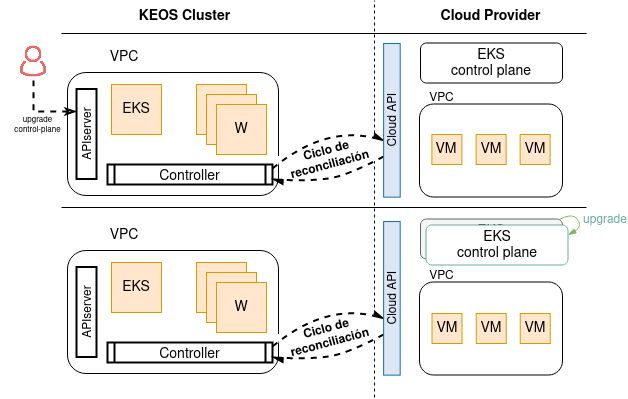 KEOS Cluster
Cloud Provider
VPC
EKS
control plane
upgrade
control-plane
APIserver
EKS
W
Controller
Ciclo de
reconciliación
Cloud API
VPC
VM VM VM
VPC
EKS
control plane
upgrade
APIserver
EKS
W
Controller
Ciclo de
reconciliación
Cloud API
VPC
VM VM VM